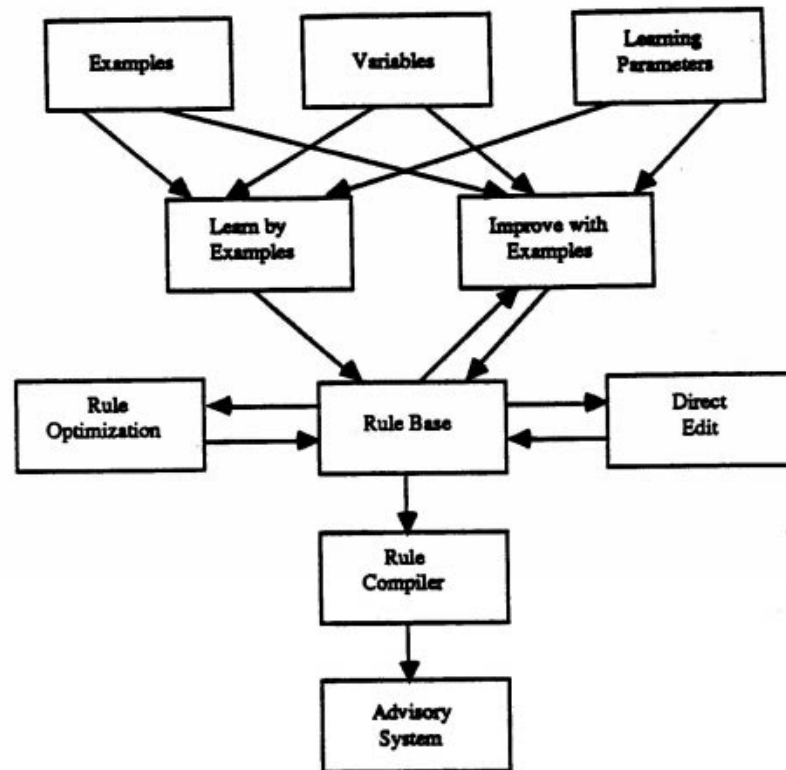 Examples
Variables
Learning
Parameters
Learn by
Examples
Improve with
Examples
Rule
Optimization
Rule Base
Direct
Edit
Rule
Compiler
Advisory
System